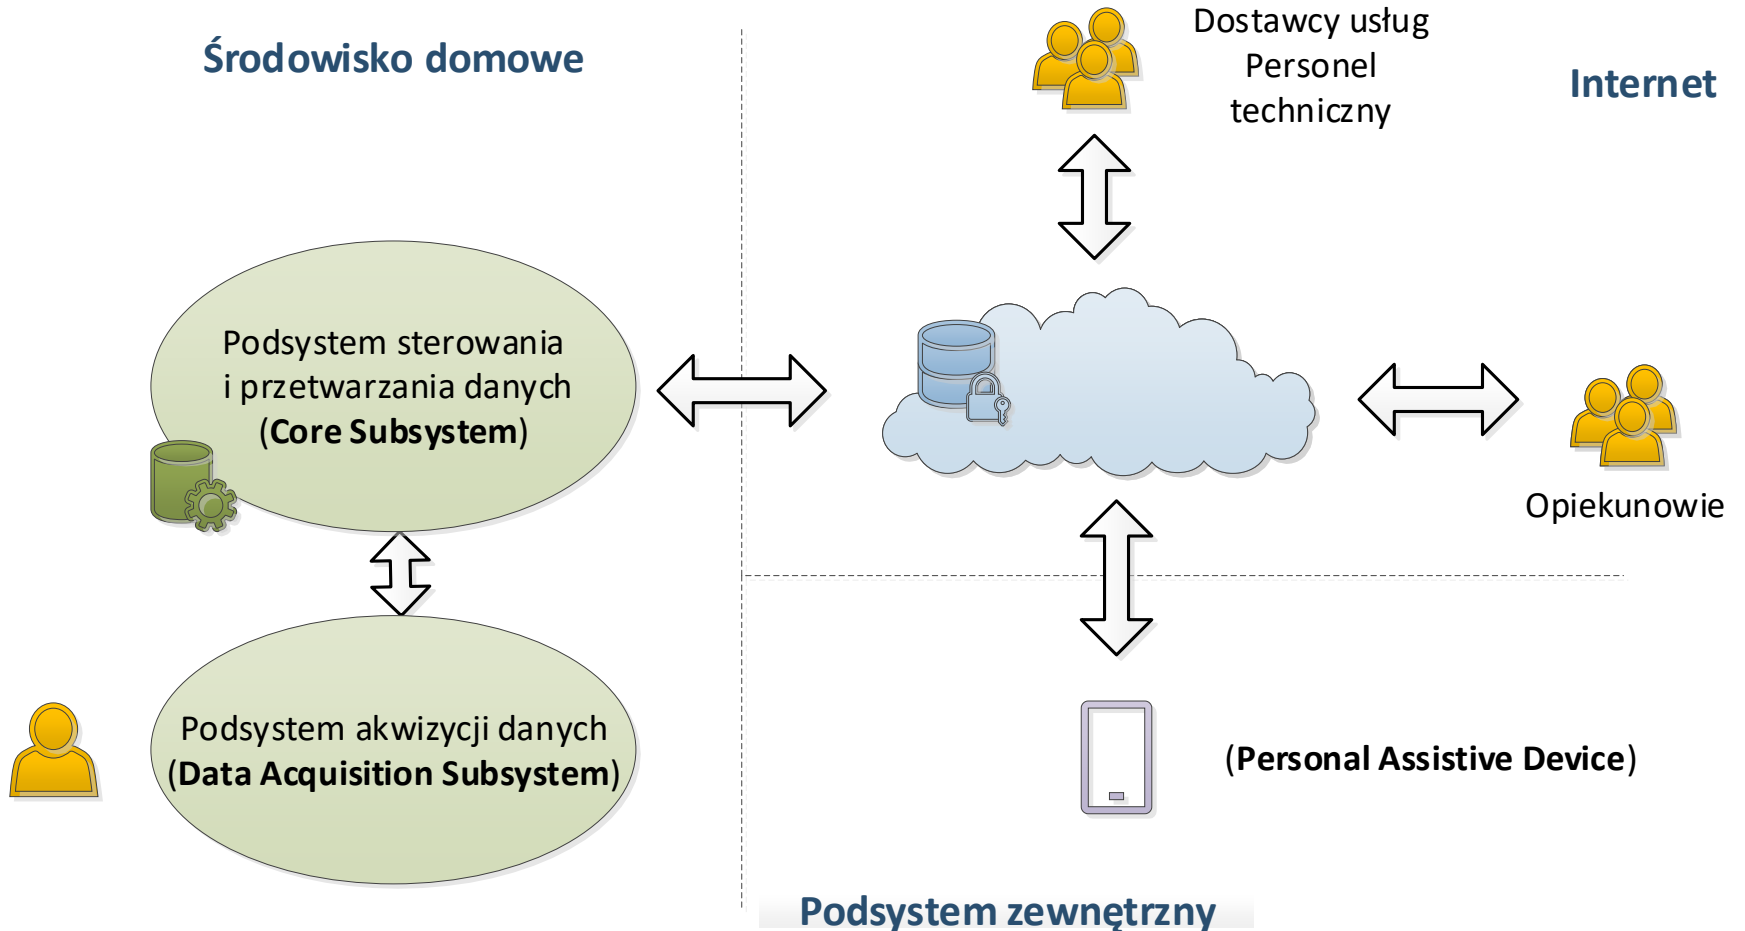 Środowisko domowe
Dostawcy usług
Personel
techniczny
Internet
Podsystem sterowania
i przetwarzania danych
(Core Subsystem)
Opiekunowie
Podsystem akwizycji danych
(Data Acquisition Subsystem)
(Personal Assistive Device)
Podsystem zewnętrzny